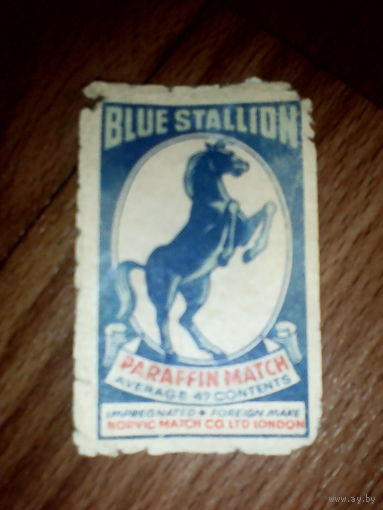 BLUE STALLION
PARAFFIN MATCH
AVERAGE 47 CONTENTS
IMPREGNATED ★ FOREIGN MAKE
NORVIC MATCH CO. LTD LONDON
www.ay.by